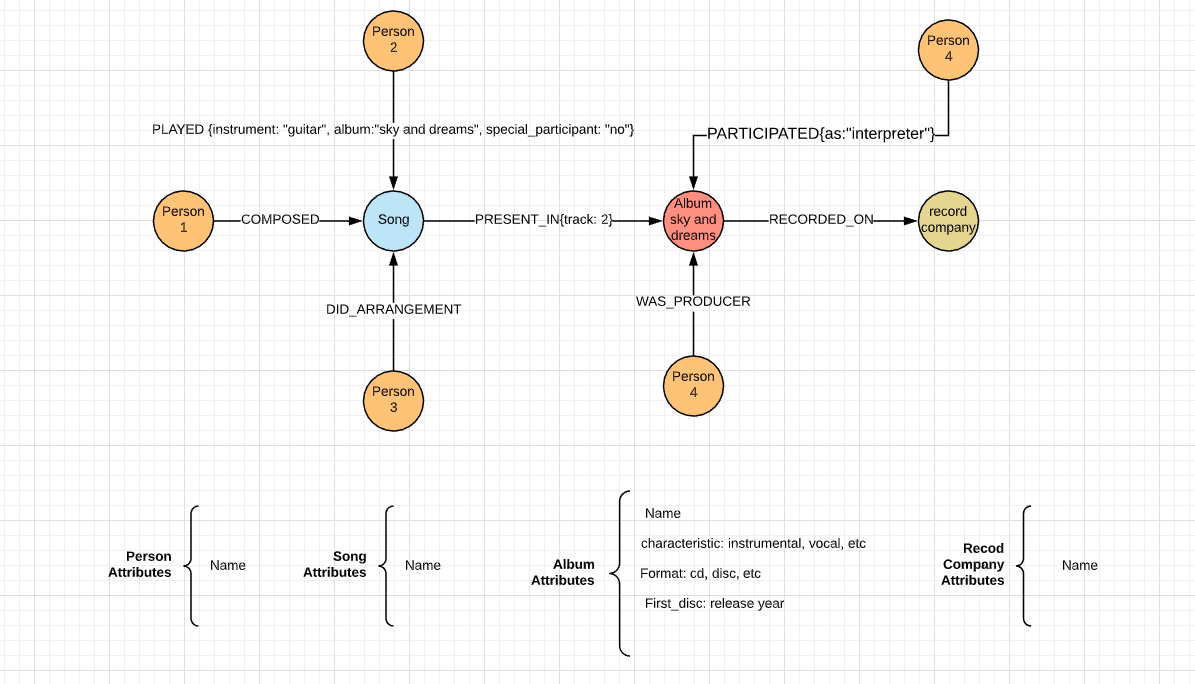 Person
2
Person
4
PLAYED {instrument: "guitar", album:"sky and dreams", special_participant: "no"}
PARTICIPATED{as:"interpreter"}
Person
1
COMPOSED
Song
PRESENT_IN{track: 2}
Album
sky and
dreams
RECORDED_ON
record
company
DID_ARRANGEMENT
WAS_PRODUCER
Person
3
Person
4
Person
Attributes
Name
Song
Attributes
Name
Album
Attributes
Name
characteristic: instrumental, vocal, etc
Format: cd, disc, etc
First_disc: release year
Recod
Company
Attributes
Name